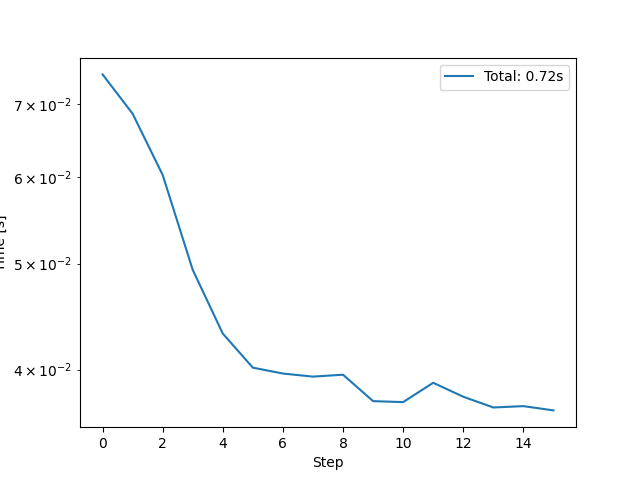 Total: 0.72s
7 × 10⁻²
6 × 10⁻²
5 × 10⁻²
4 × 10⁻²
Time [s]
0 2 4 6 8 10 12 14
Step